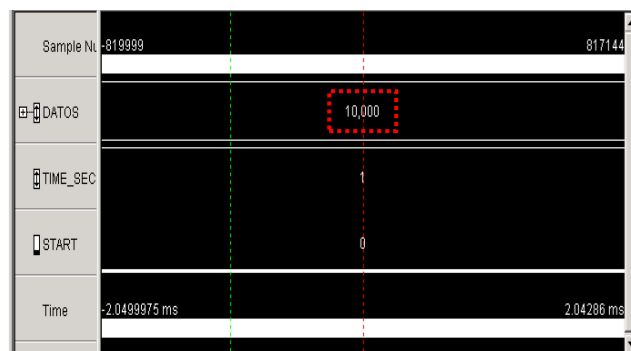 Sample Nu -819999 817144
DATOS 10,000
TIME_SEC 1
START 0
Time -2.0499975 ms 2.04286 ms